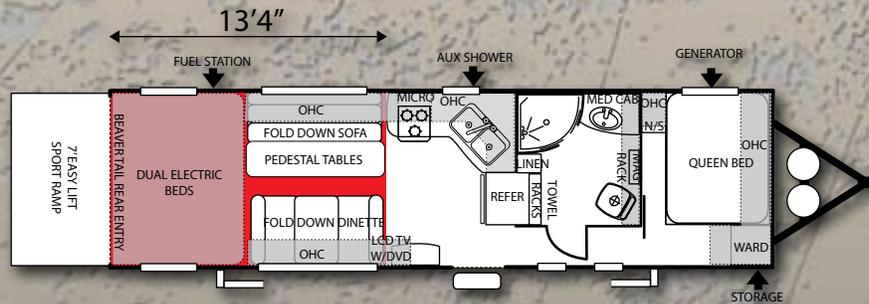 13'4"
FUEL STATION
AUX SHOWER
GENERATOR
7' EASY LIFT
SPORT RAMP
BEAVER TAIL REAR ENTRY
DUAL ELECTRIC
BEDS
OHC
FOLD DOWN SOFA
PEDESTAL TABLES
FOLD DOWN DINETTE
OHC
LCD TV
W/DVD
MICRO
OHC
LINEN
REFER
TOWEL
RACKS
MED CAB
MAG
RACK
OHC
N/S
QUEEN BED
OHC
WARD
STORAGE